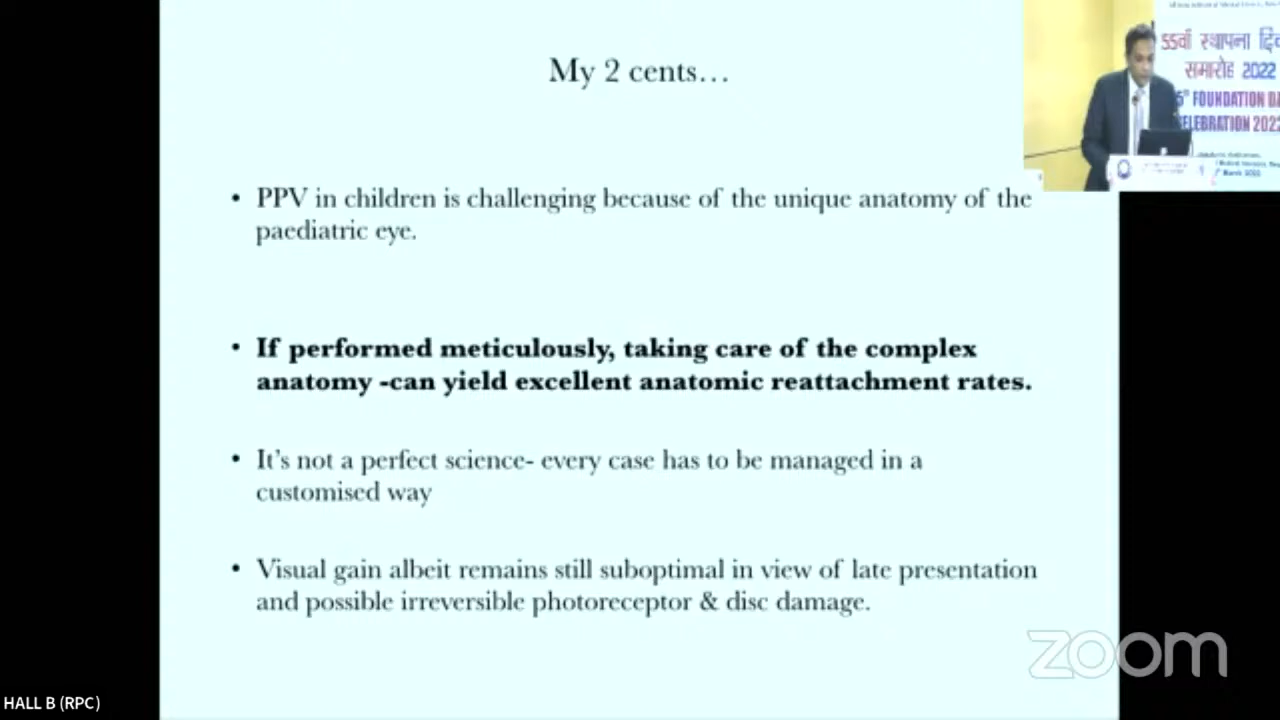 My 2 cents...
• PPV in children is challenging because of the unique anatomy of the
paediatric eye.
• If performed meticulously, taking care of the complex
anatomy -can yield excellent anatomic reattachment rates.
• It's not a perfect science- every case has to be managed in a
customised way
• Visual gain albeit remains still suboptimal in view of late presentation
and possible irreversible photoreceptor & disc damage.
55वाँ स्थापना
समारोह 2022
FOUNDATION
2022
March
zoom
HALL B (RPC)